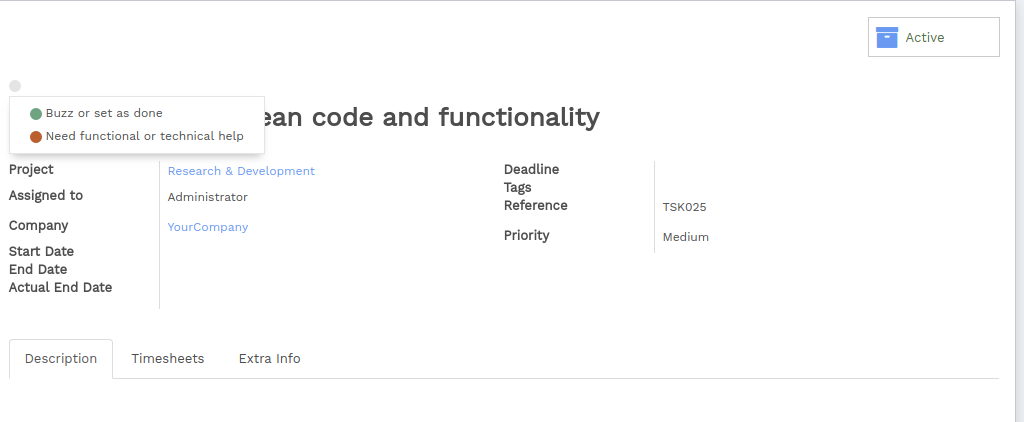 Active
Buzz or set as done
Need functional or technical help
code and functionality
Project
Research & Development
Assigned to
Administrator
Company
YourCompany
Start Date
End Date
Actual End Date
Deadline
Tags
Reference
TSK025
Priority
Medium
Description
Timesheets
Extra Info